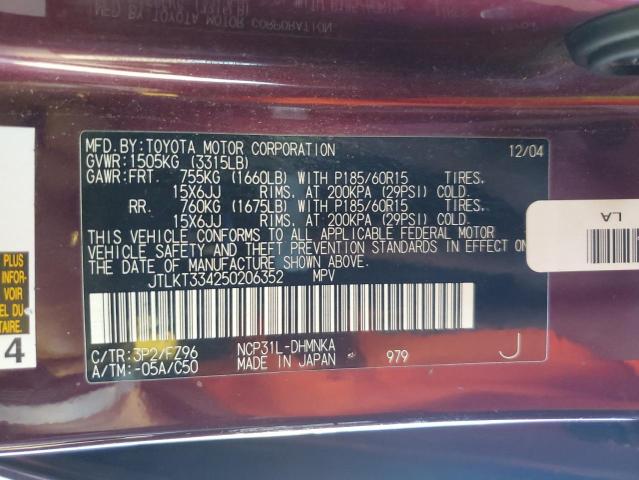 MFD.BY:TOYOTA MOTOR CORPORATION 12/04
GVWR:1505KG (3315LB)
GAWR:FRT. 755KG (1660LB) WITH P185/60R15 TIRES.
15X6JJ RIMS. AT 200KPA (29PSI) COLD.
RR. 760KG (1675LB) WITH P185/60R15 TIRES.
15X6JJ RIMS. AT 200KPA (29PSI) COLD.
THIS VEHICLE CONFORMS TO ALL APPLICABLE FEDERAL MOTOR
VEHICLE SAFETY AND THEFT PREVENTION STANDARDS IN EFFECT ON
THE DATE OF MANUFACTURE SHOWN ABOVE.
JTLKT334250206352 MPV
C/TR:3P2/FZ96 NCP31L-DHMNKA
A/TM:-05A/C50 MADE IN JAPAN 979 J
plus
Voir
voir
el du
taire.
4
LA